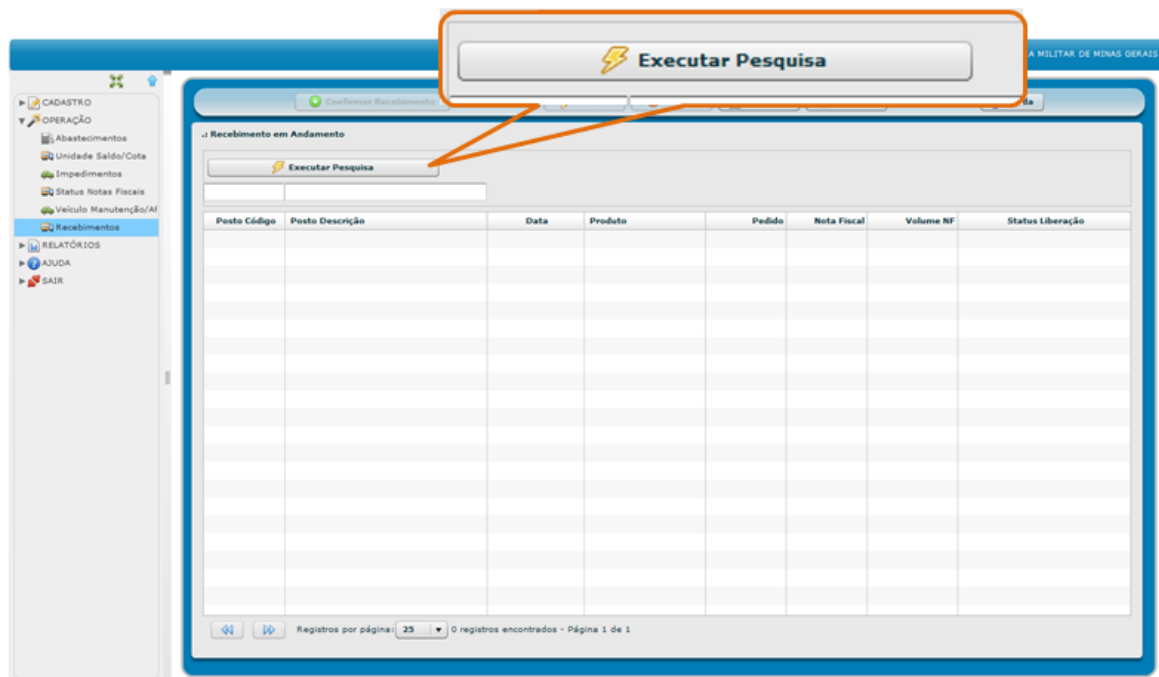 Executar Pesquisa
A MILITAR DE MINAS GERAIS
CADASTRO
OPERAÇÃO
Abastecimentos
Unidade Saldo/Cota
Impedimentos
Status Notas Fiscais
Veículo Manutenção/Af
Recebimentos
RELATÓRIOS
AJUDA
SAIR
Confirmar Recebimento
da
.: Recebimento em Andamento
Executar Pesquisa
Posto Código Posto Descrição Data Produto Pedido Nota Fiscal Volume NF Status Liberação
Registros por página: 25 0 registros encontrados - Página 1 de 1